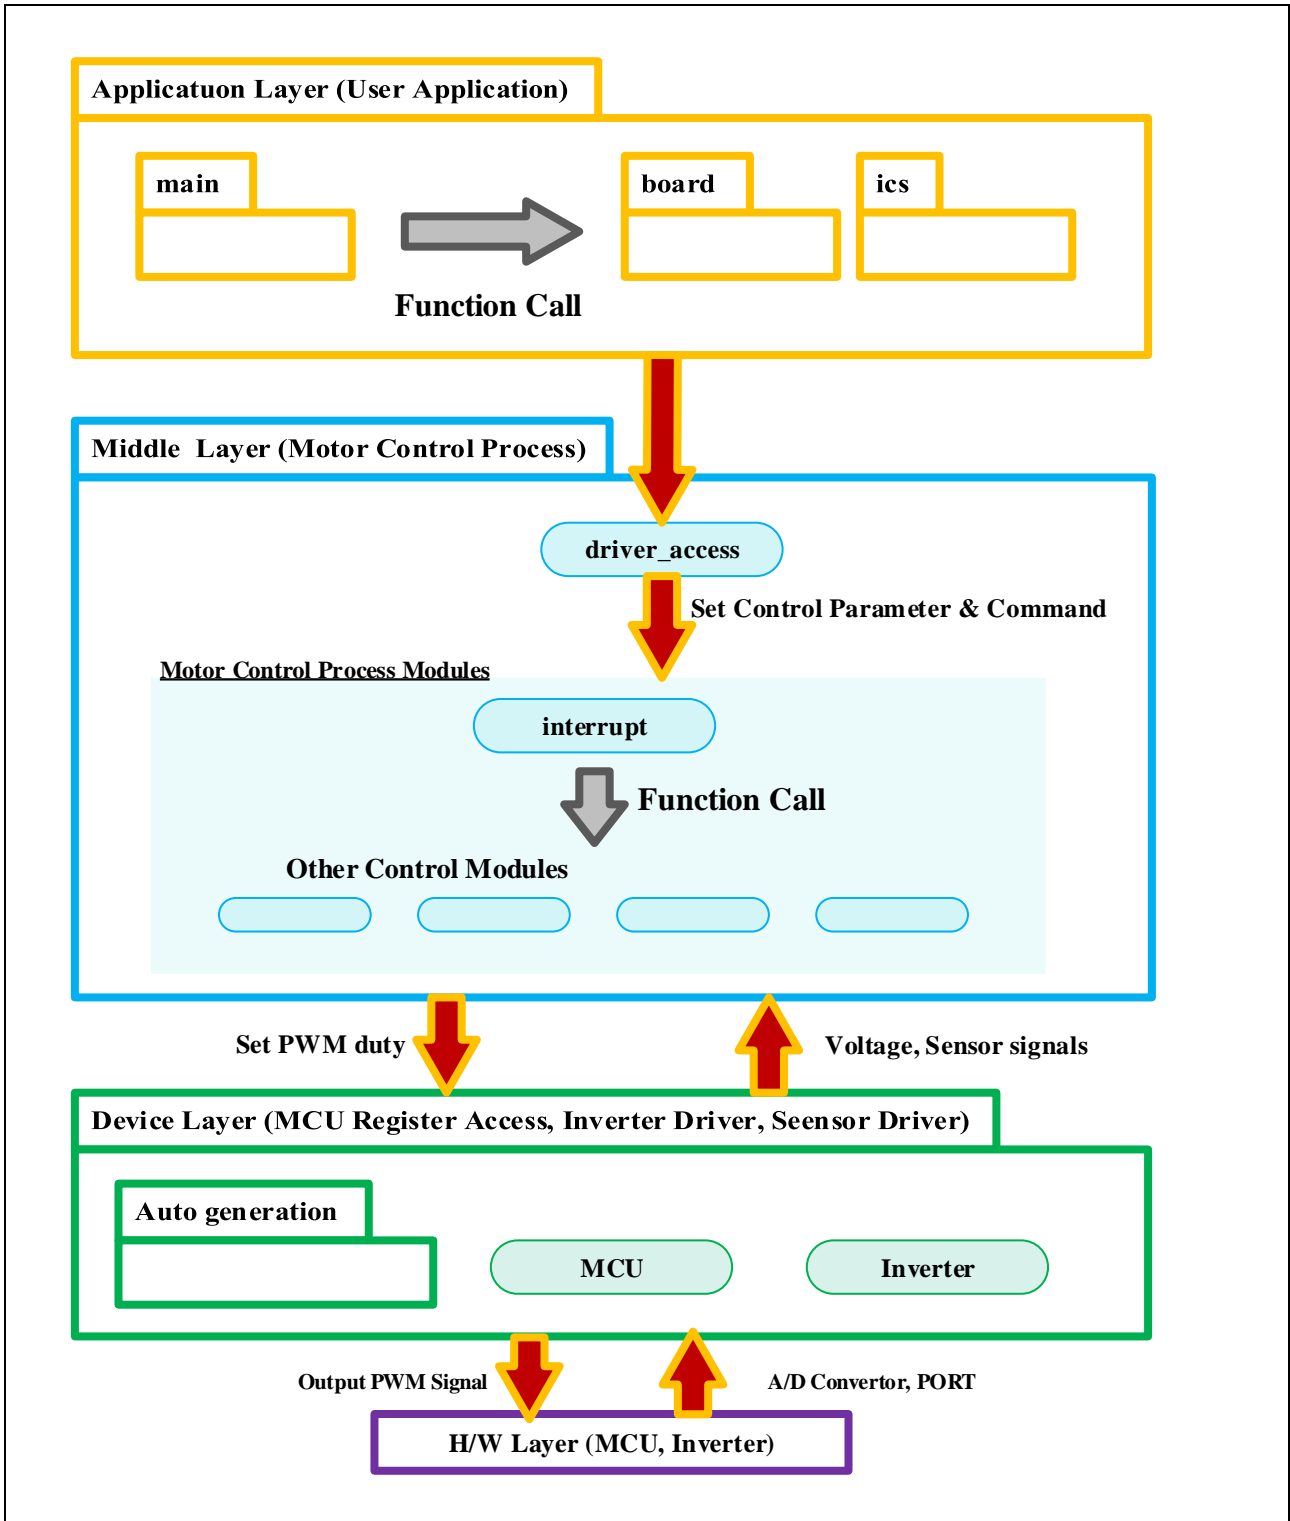 Applicatuon Layer (User Application)
main
board
ics
Function Call
Middle  Layer (Motor Control Process)
driver_access
Set Control Parameter & Command
Motor Control Process Modules
interrupt
Function Call
Other Control Modules
Set PWM duty
Voltage, Sensor signals
Device Layer (MCU Register Access, Inverter Driver, Seensor Driver)
Auto generation
MCU
Inverter
Output PWM Signal
A/D Convertor, PORT
H/W Layer (MCU, Inverter)